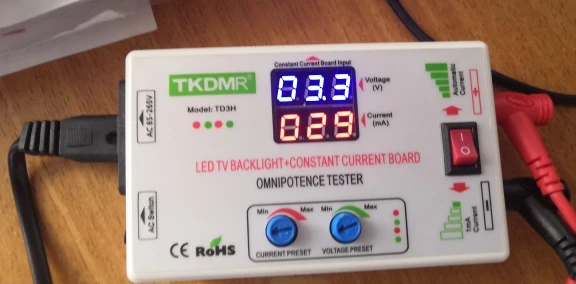 Constant Current Board Input
TKDMR
Model: TD3H
03.3
Voltage
(V)
029
Current
(mA)
Automatic
Current
+
AC 85-265V
LED TV BACKLIGHT+CONSTANT CURRENT BOARD
OMNIPOTENCE TESTER
O
I
AC Switch
Min
Max
CURRENT PRESET
Min
Max
VOLTAGE PRESET
1mA
Current
-
CE RoHS